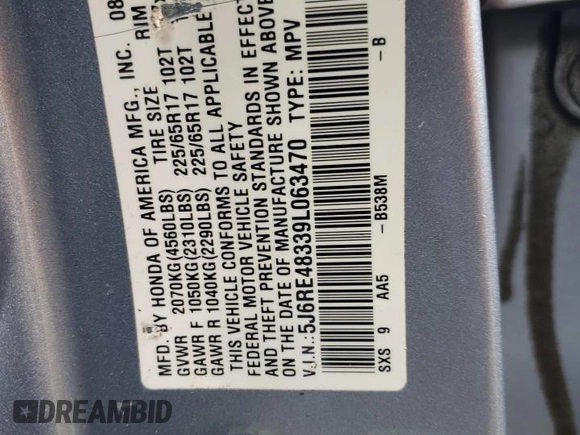 MFD. BY HONDA OF AMERICA MFG., INC. 08
TIRE SIZE RIM
GVWR 2070KG(4560LBS)
GAWR F 1050KG(2310LBS) 225/65R17 102T
GAWR R 1040KG(2290LBS) 225/65R17 102T
THIS VEHICLE CONFORMS TO ALL APPLICABLE
FEDERAL MOTOR VEHICLE SAFETY
AND THEFT PREVENTION STANDARDS IN EFFECT
ON THE DATE OF MANUFACTURE SHOWN ABOVE
V.I.N.:5J6RE48339L063470 TYPE: MPV
SXS 9 AA5 -B538M -B
DREAMBID